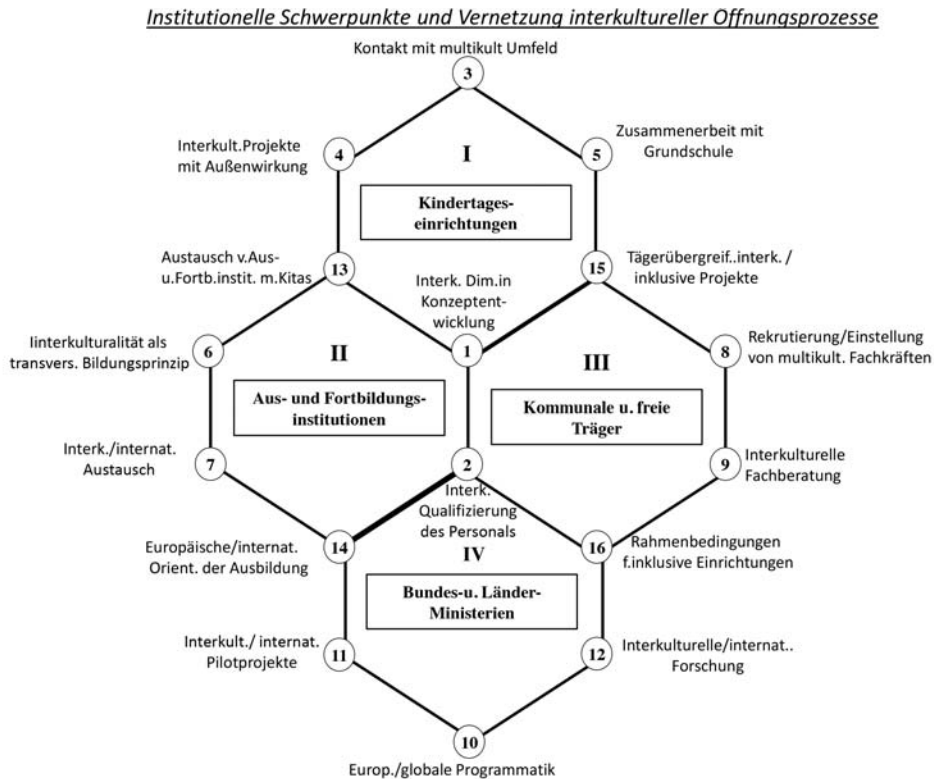 Institutionelle Schwerpunkte und Vernetzung interkultureller Öffnungsprozesse
Kontakt mit multikult Umfeld
3
Interkult.Projekte
mit Außenwirkung
4
I
5
Zusammenerbeit mit
Grundschule
Kindertages-
einrichtungen
Austausch v.Aus-
u.Fortb.instit. m.Kitas
13
Interk. Dim.in
Konzeptent-
wicklung
15
Tägerübergreif..interk. /
inklusive Projekte
Iinterkulturalität als
transvers. Bildungsprinzip
6
II
1
III
8
Rekrutierung/Einstellung
von multikult. Fachkräften
Aus- und Fortbildungs-
institutionen
Kommunale u. freie
Träger
Interk./internat.
Austausch
7
2
9
Interkulturelle
Fachberatung
Interk.
Qualifizierung
des Personals
Europäische/internat.
Orient. der Ausbildung
14
IV
16
Rahmenbedingungen
f.inklusive Einrichtungen
Bundes-u. Länder-
Ministerien
Interkult./ internat.
Pilotprojekte
11
12
Interkulturelle/internat..
Forschung
10
Europ./globale Programmatik